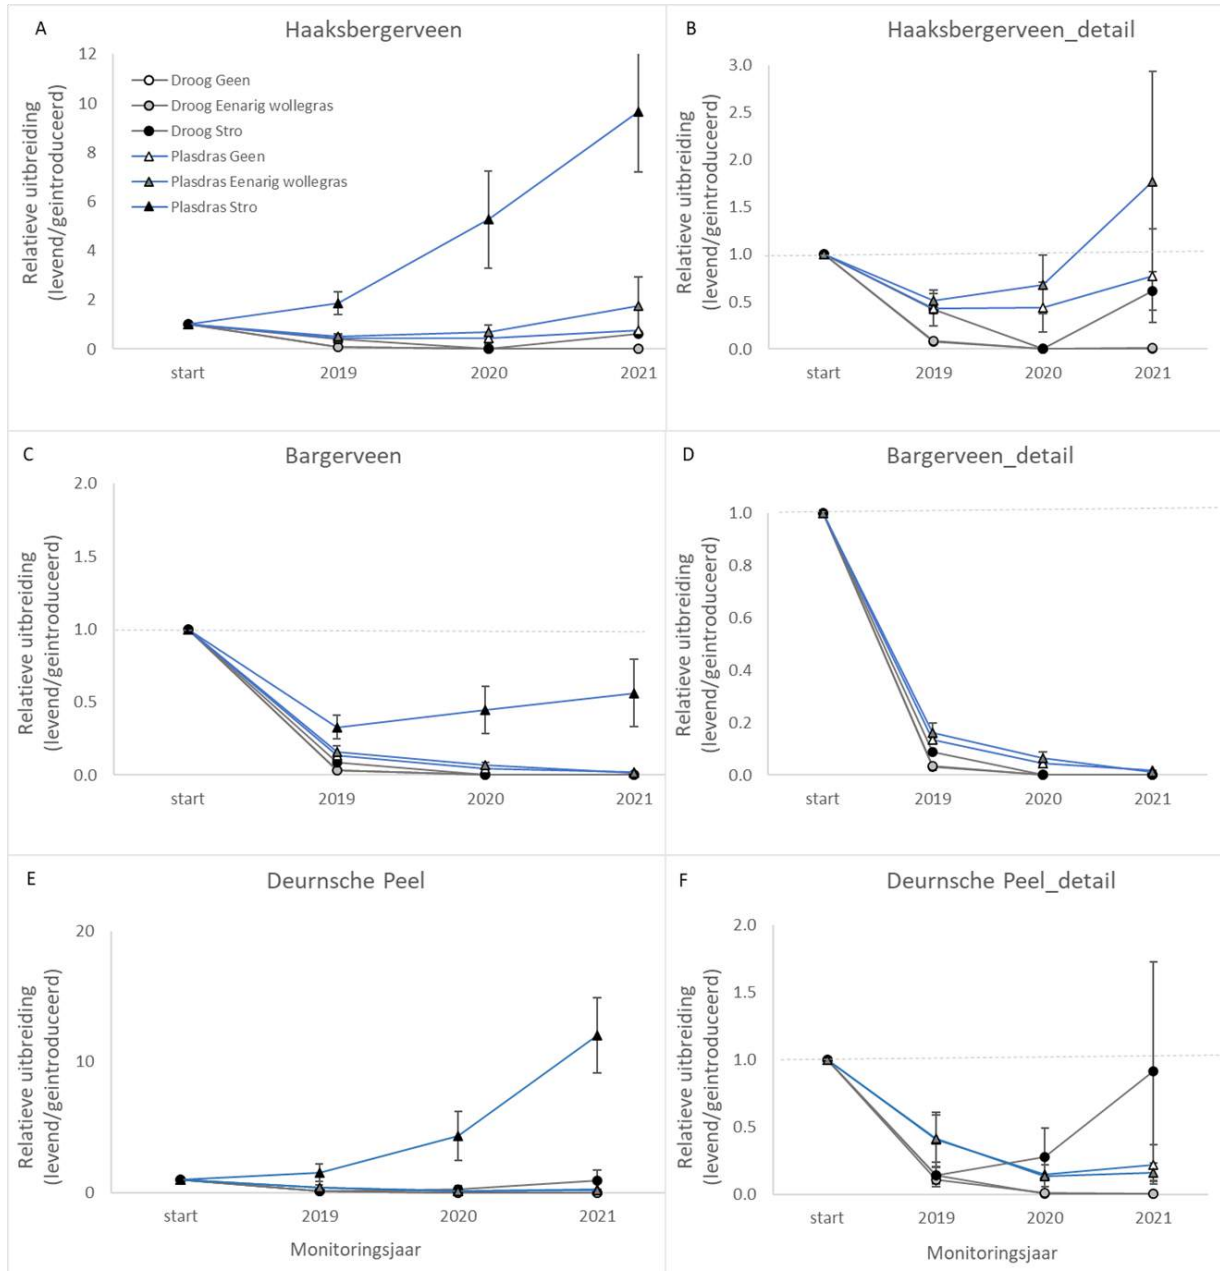 A
Haaksbergerveen
Relatieve uitbreiding
(levend/geintroduceerd)
12
10
8
6
4
2
0
Droog Geen
Droog Eenarig wollegras
Droog Stro
Plasdras Geen
Plasdras Eenarig wollegras
Plasdras Stro
start
2019
2020
2021
B
Haaksbergerveen_detail
Relatieve uitbreiding
(levend/geintroduceerd)
3.0
2.5
2.0
1.5
1.0
0.5
0.0
start
2019
2020
2021
C
Bargerveen
Relatieve uitbreiding
(levend/geintroduceerd)
2.0
1.5
1.0
0.5
0.0
start
2019
2020
2021
D
Bargerveen_detail
Relatieve uitbreiding
(levend/geintroduceerd)
1.0
0.8
0.6
0.4
0.2
0.0
start
2019
2020
2021
E
Deurnsche Peel
Relatieve uitbreiding
(levend/geintroduceerd)
20
10
0
start
2019
2020
2021
Monitoringsjaar
F
Deurnsche Peel_detail
Relatieve uitbreiding
(levend/geintroduceerd)
2.0
1.5
1.0
0.5
0.0
start
2019
2020
2021
Monitoringsjaar